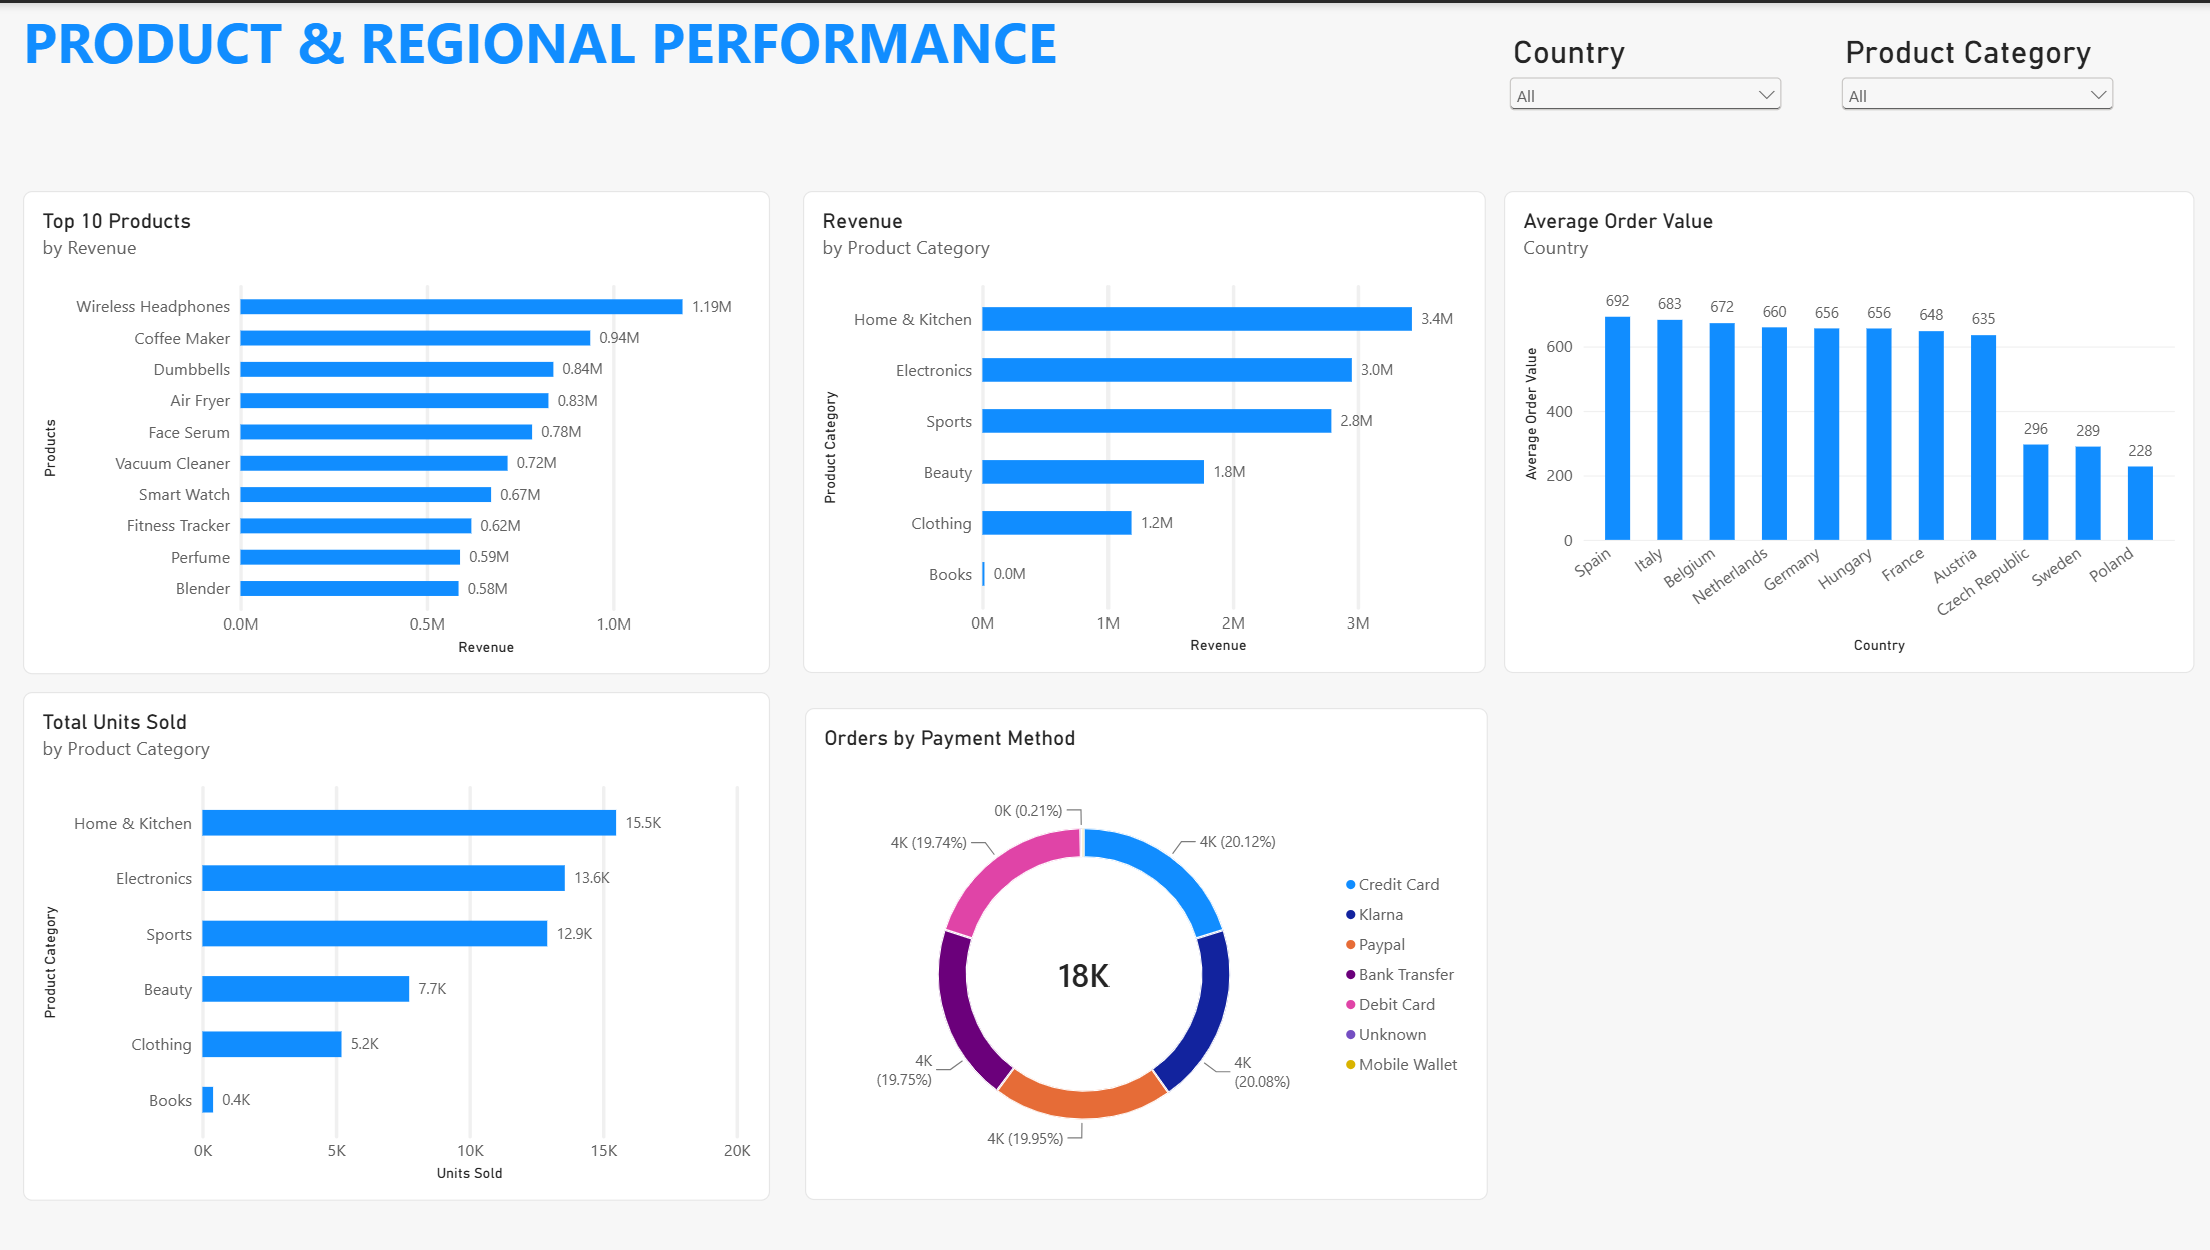 PRODUCT & REGIONAL PERFORMANCE
Country
All
Product Category
All
Top 10 Products
by Revenue
Products
Wireless Headphones 1.19M
Coffee Maker 0.94M
Dumbbells 0.84M
Air Fryer 0.83M
Face Serum 0.78M
Vacuum Cleaner 0.72M
Smart Watch 0.67M
Fitness Tracker 0.62M
Perfume 0.59M
Blender 0.58M
0.0M 0.5M 1.0M
Revenue
Revenue
by Product Category
Product Category
Home & Kitchen 3.4M
Electronics 3.0M
Sports 2.8M
Beauty 1.8M
Clothing 1.2M
Books 0.0M
0M 1M 2M 3M
Revenue
Average Order Value
Country
Average Order Value
692 683 672 660 656 656 648 635 296 289 228
600
400
200
0
Spain Italy Belgium Netherlands Germany Hungary France Austria Czech Republic Sweden Poland
Country
Total Units Sold
by Product Category
Product Category
Home & Kitchen 15.5K
Electronics 13.6K
Sports 12.9K
Beauty 7.7K
Clothing 5.2K
Books 0.4K
0K 5K 10K 15K 20K
Units Sold
Orders by Payment Method
0K (0.21%)
4K (19.74%)
4K (20.12%)
18K
4K
(19.75%)
4K
(20.08%)
4K (19.95%)
Credit Card
Klarna
Paypal
Bank Transfer
Debit Card
Unknown
Mobile Wallet